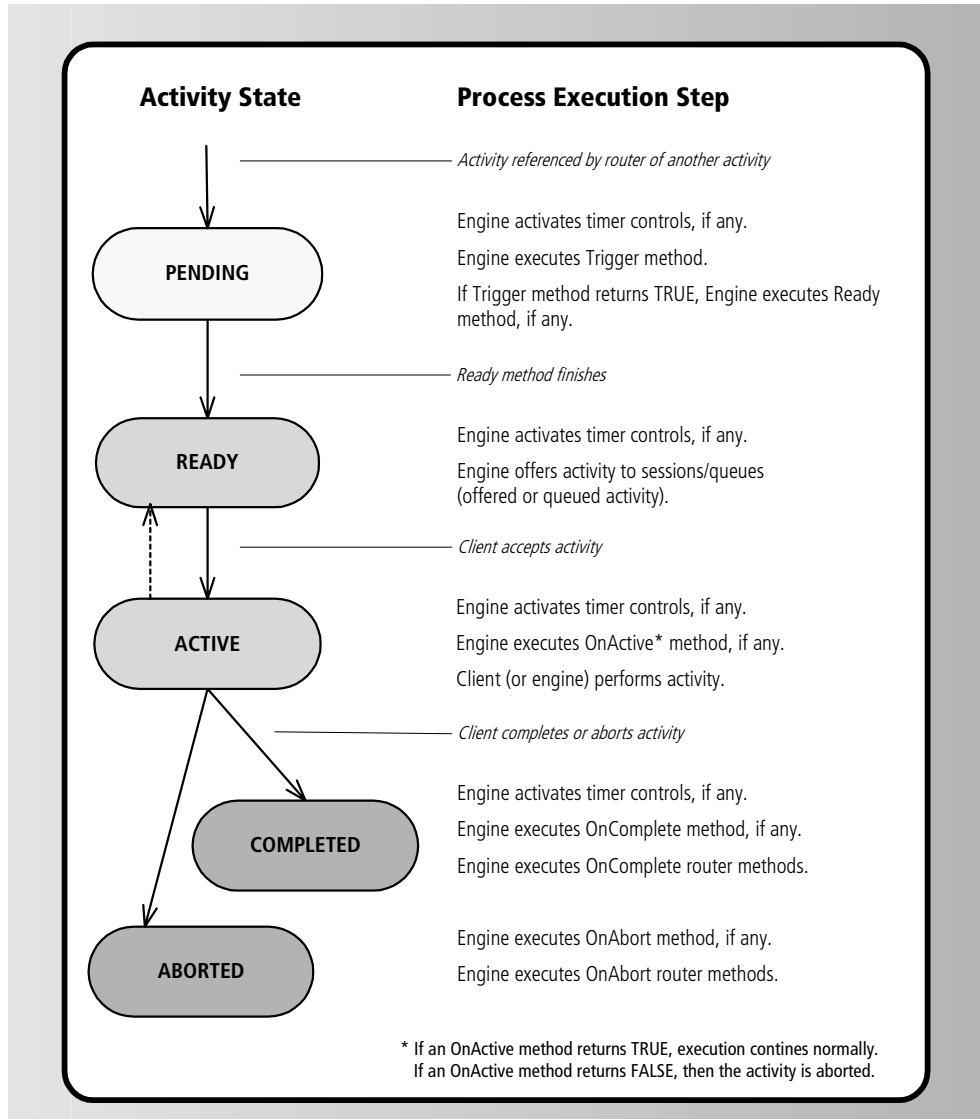 Activity State
Process Execution Step
Activity referenced by router of another activity
PENDING
Engine activates timer controls, if any.
Engine executes Trigger method.
If Trigger method returns TRUE, Engine executes Ready
method, if any.
Ready method finishes
READY
Engine activates timer controls, if any.
Engine offers activity to sessions/queues
(offered or queued activity).
Client accepts activity
ACTIVE
Engine activates timer controls, if any.
Engine executes OnActive* method, if any.
Client (or engine) performs activity.
Client completes or aborts activity
COMPLETED
Engine activates timer controls, if any.
Engine executes OnComplete method, if any.
Engine executes OnComplete router methods.
ABORTED
Engine executes OnAbort method, if any.
Engine executes OnAbort router methods.
* If an OnActive method returns TRUE, execution contines normally.
If an OnActive method returns FALSE, then the activity is aborted.